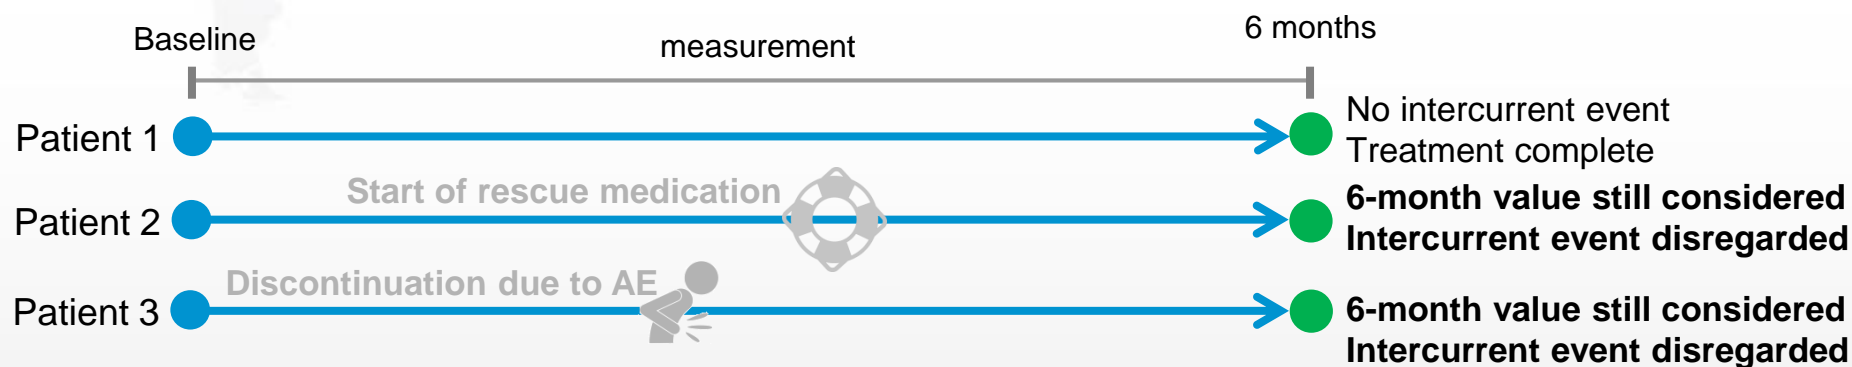 Baseline
measurement
6 months
Patient 1
No intercurrent event
Treatment complete
Start of rescue medication
Patient 2
6-month value still considered
Intercurrent event disregarded
Discontinuation due to AE
Patient 3
6-month value still considered
Intercurrent event disregarded